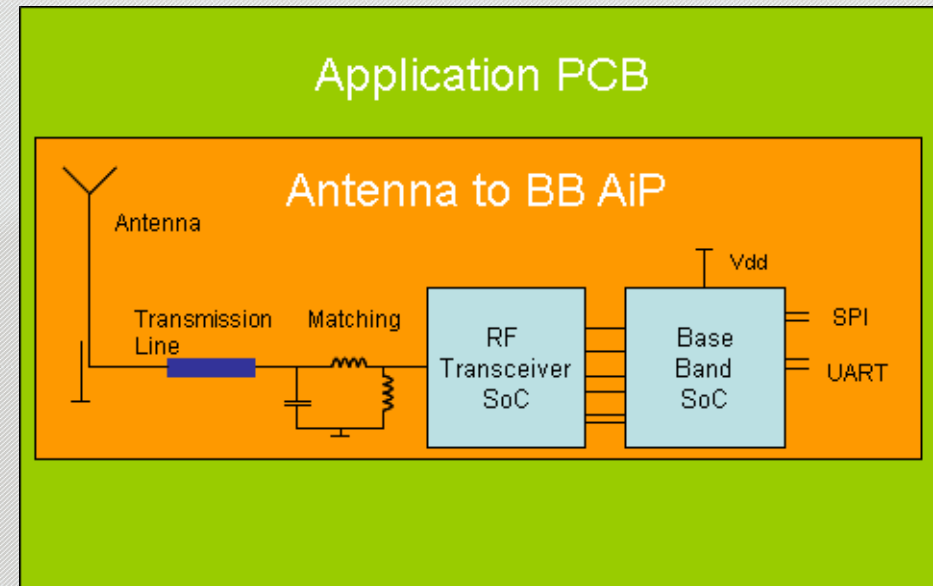 Application PCB
Antenna to BB AiP
Antenna
Vdd
Transmission
Line
Matching
RF
Transceiver
SoC
Base
Band
SoC
SPI
UART